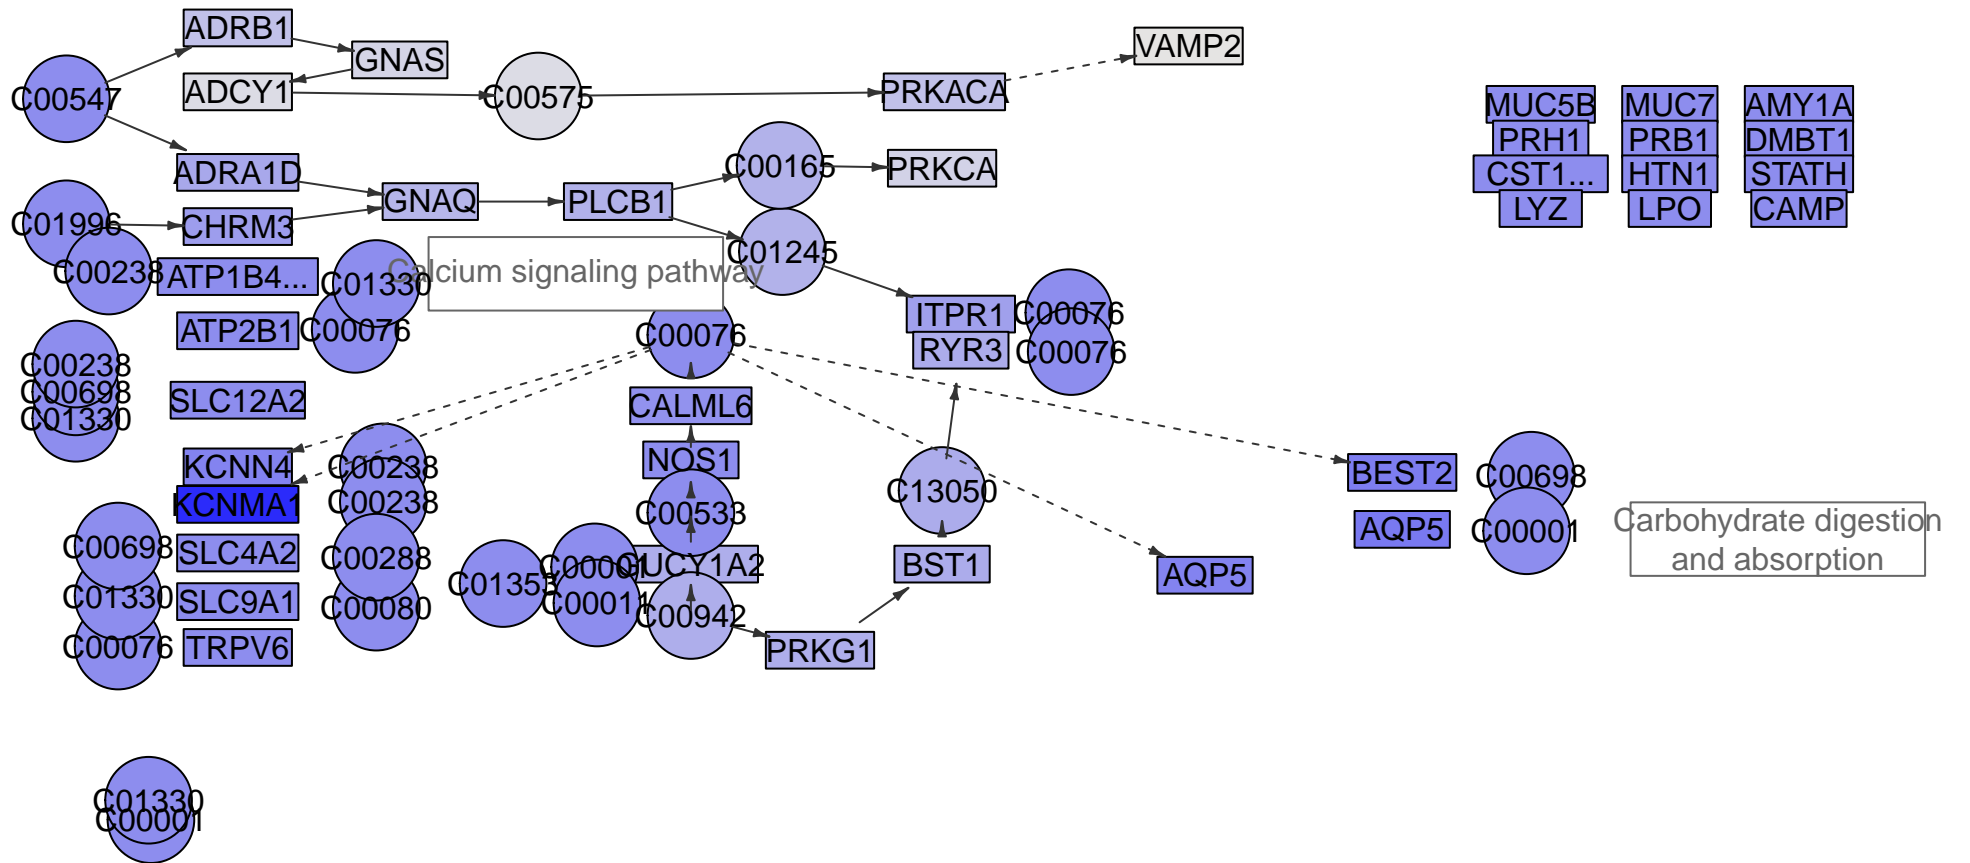 ADRB1
GNAS
VAMP2
C00547
ADCY1
C00575
PRKACA
MUC5B
MUC7
AMY1A
PRH1
PRB1
DMBT1
ADRA1D
C00165
PRKCA
CST1...
HTN1
STATH
GNAQ
PLCB1
LYZ
LPO
CAMP
C01996
CHRM3
C01245
C00238
ATP1B4...
C01330
Calcium signaling pathway
ATP2B1
C00076
C00076
ITPR1
C00076
RYR3
C00076
C00238
C00698
C01330
SLC12A2
CALML6
KCNN4
C00238
NOS1
BEST2
C00698
KCNMA1
C00238
C00533
C13050
AQP5
C00001
Carbohydrate digestion
and absorption
C00698
SLC4A2
C00288
C01353
C00001
GUCY1A2
BST1
AQP5
C01330
SLC9A1
C00080
C00011
C00942
C00076
TRPV6
PRKG1
C01330
C00001